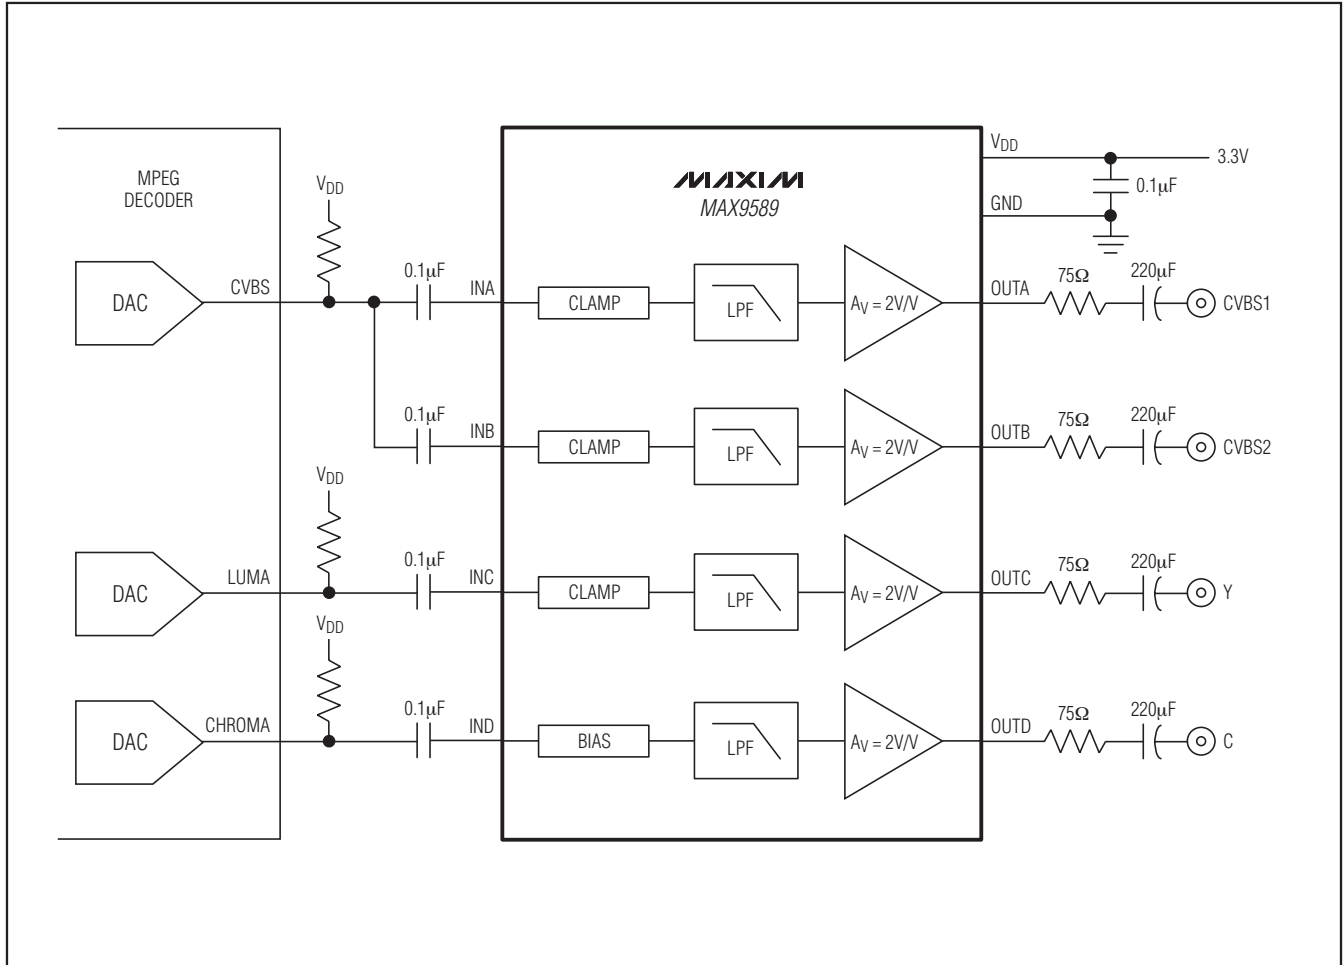 MPEG
DECODER
VDD
MAXIM
MAX9589
VDD
3.3V
0.1μF
GND
DAC
CVBS
0.1μF
INA
CLAMP
LPF
AV = 2V/V
OUTA
75Ω
220μF
CVBS1
0.1μF
INB
CLAMP
LPF
AV = 2V/V
OUTB
75Ω
220μF
CVBS2
VDD
DAC
LUMA
0.1μF
INC
CLAMP
LPF
AV = 2V/V
OUTC
75Ω
220μF
Y
VDD
DAC
CHROMA
0.1μF
IND
BIAS
LPF
AV = 2V/V
OUTD
75Ω
220μF
C